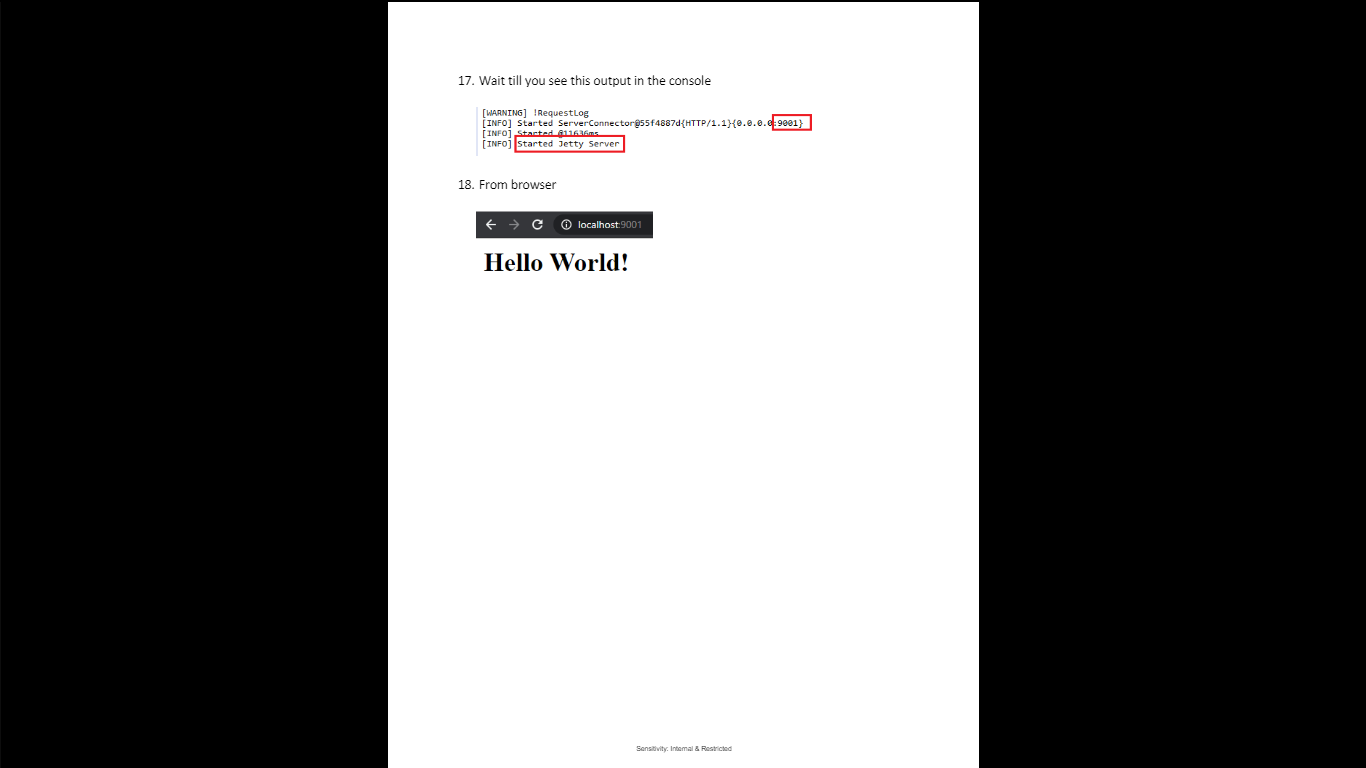 17. Wait till you see this output in the console
[WARNING] !RequestLog
[INFO] Started ServerConnector@55f4887d{HTTP/1.1}{0.0.0.0:9001}
[INFO] Started @11636ms
[INFO] Started Jetty Server
18. From browser
localhost:9001
Hello World!
Sensitivity: Internal & Restricted